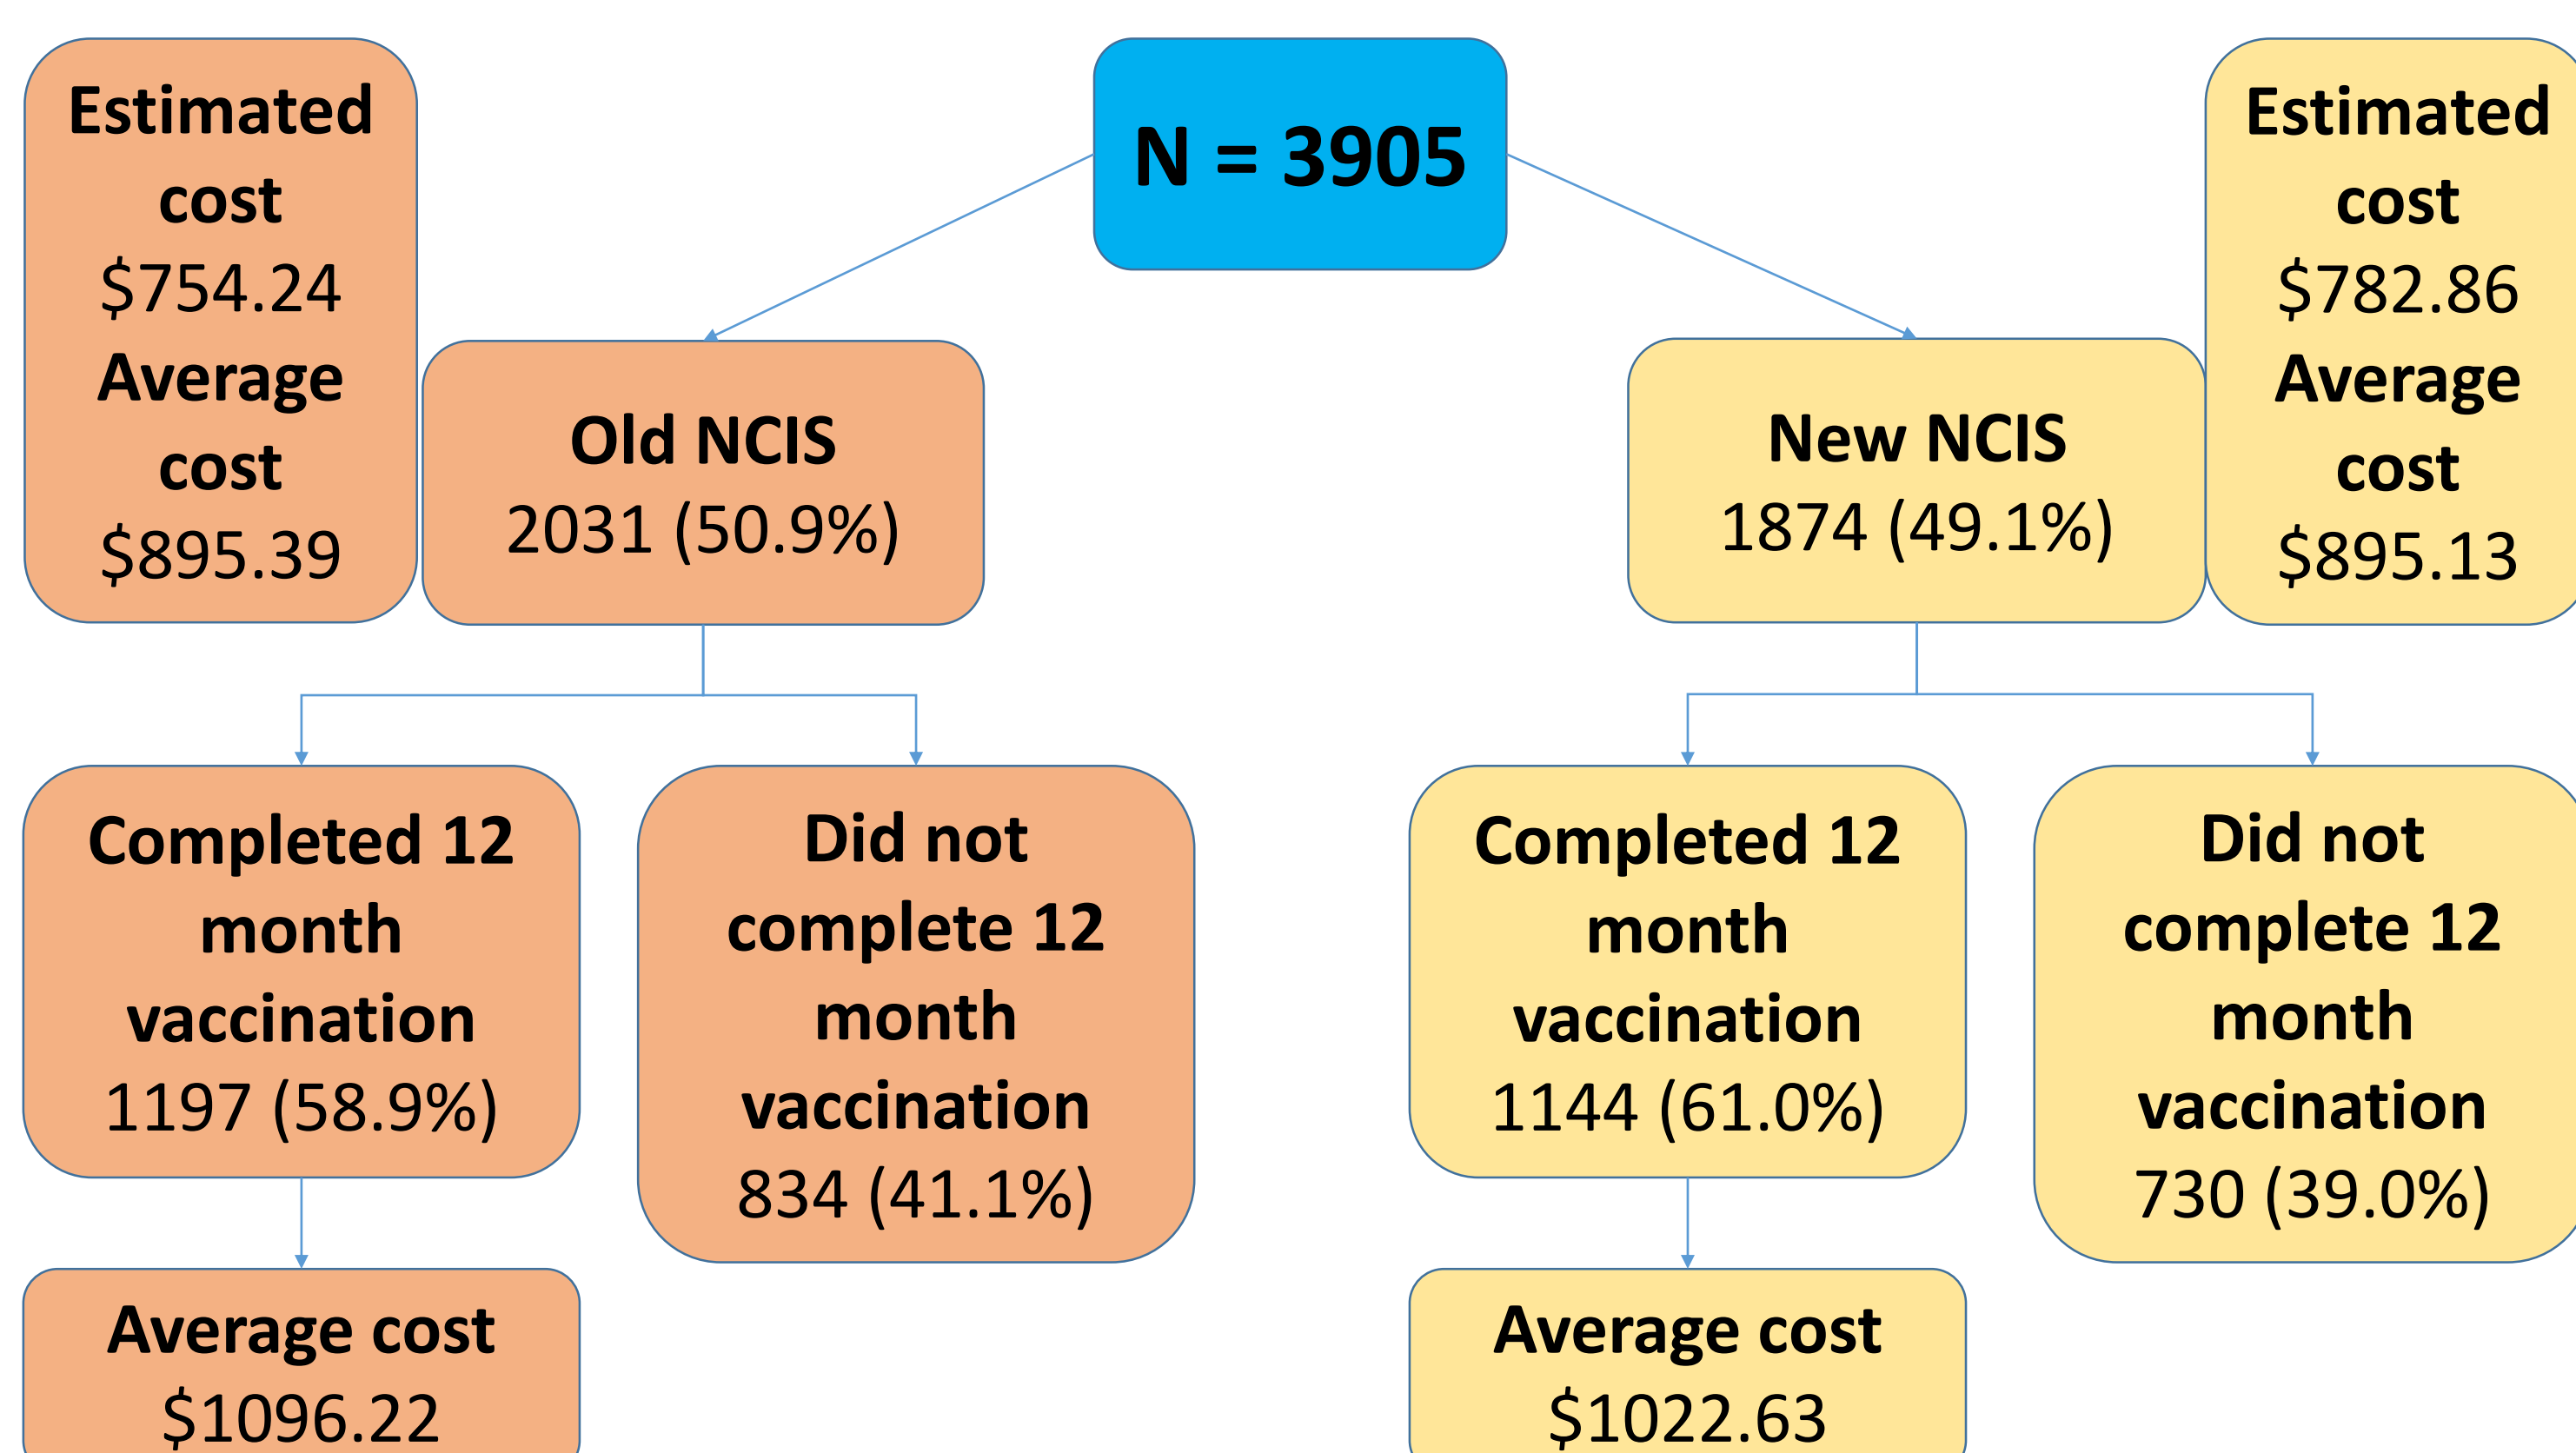 N = 3905
Estimated
cost
$754.24
Average
cost
$895.39
Old NCIS
2031 (50.9%)
New NCIS
1874 (49.1%)
Estimated
cost
$782.86
Average
cost
$895.13
Completed 12
month
vaccination
1197 (58.9%)
Did not
complete 12
month
vaccination
834 (41.1%)
Completed 12
month
vaccination
1144 (61.0%)
Did not
complete 12
month
vaccination
730 (39.0%)
Average cost
$1096.22
Average cost
$1022.63